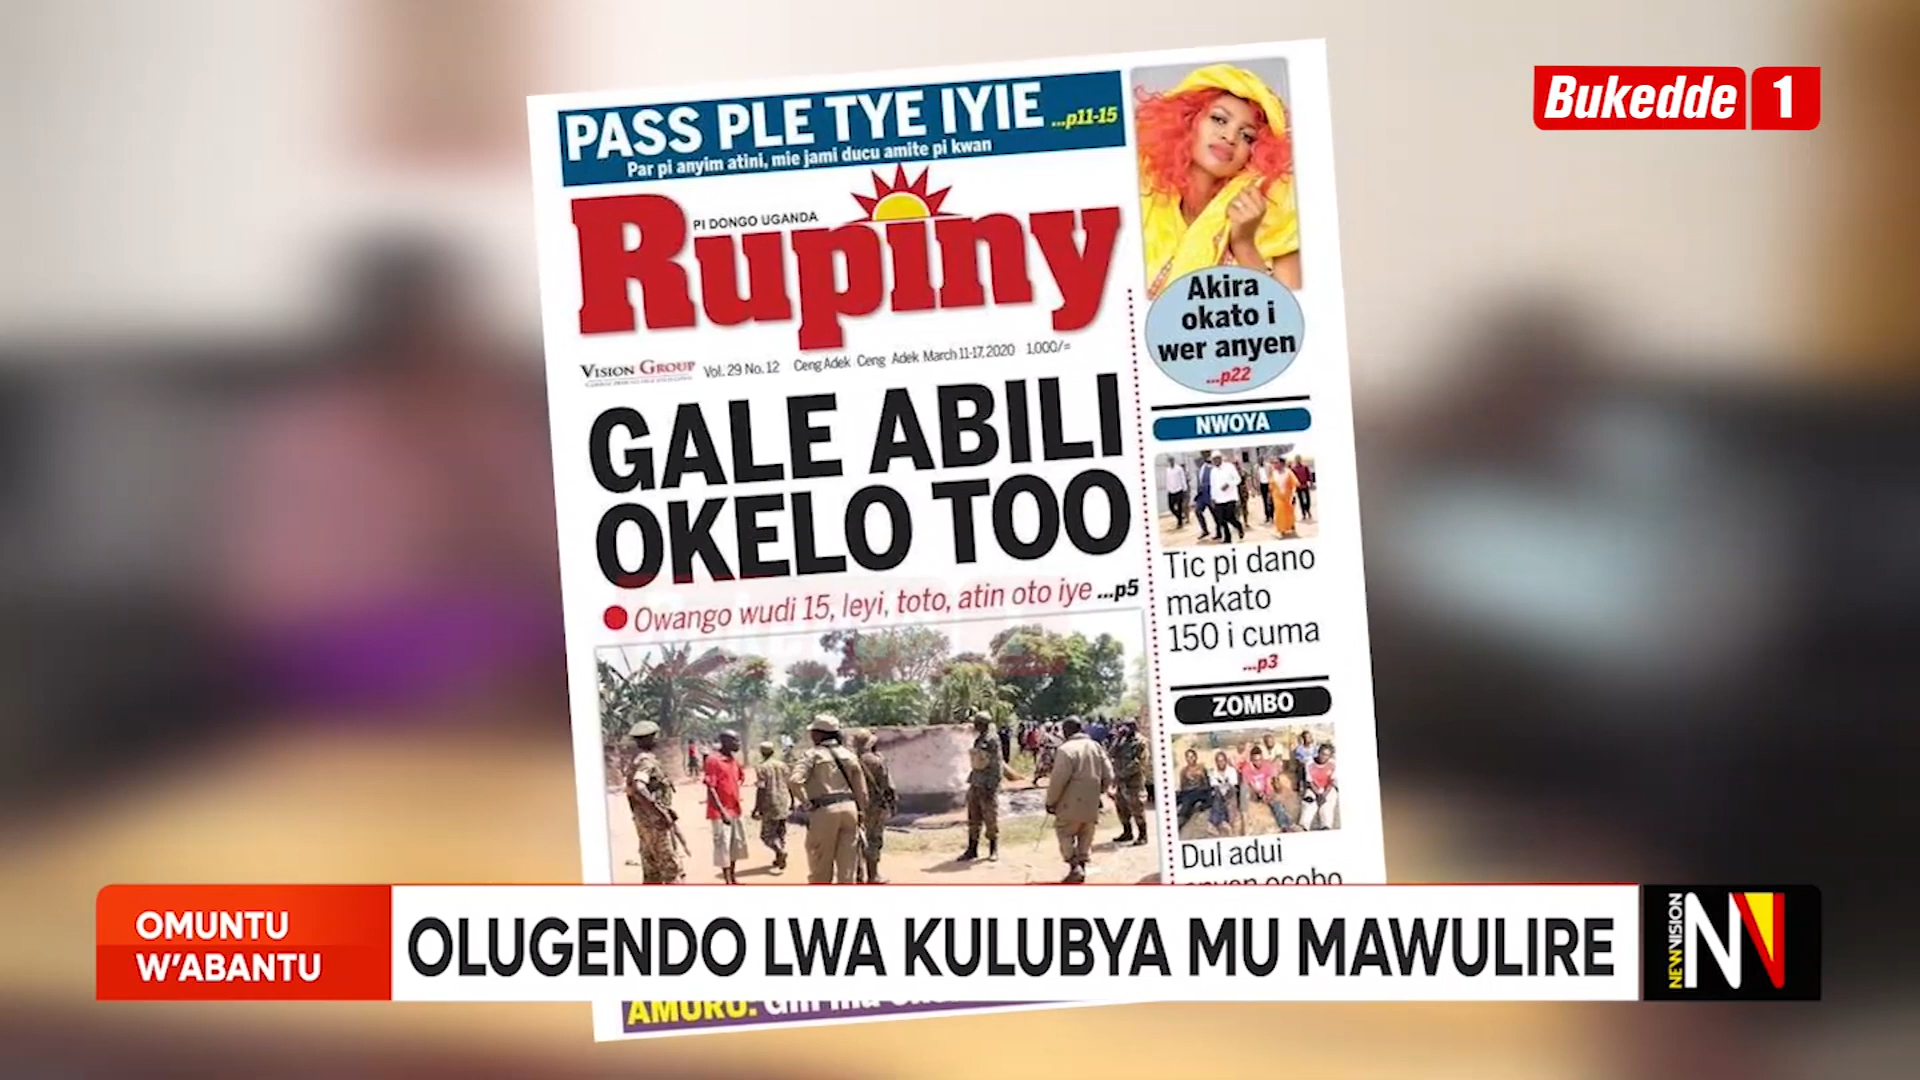 Bukedde 1
PASS PLE TYE IYIE ...p11-15
Par pi anyim atini, mie jami ducu amite pi kwan
PI DONGO UGANDA
Rupiny
VISION GROUP Vol. 29 No. 12 Ceng Adek Ceng Adek March 11-17, 2020 1,000/=
GALE ABILI
OKELO TOO
Owango wudi 15, leyi, toto, atin oto iye ...p5
Akira
okato i
wer anyen
...p22
NWOYA
Tic pi dano
makato
150 i cuma
...p3
ZOMBO
Dul adui
OMUNTU
W'ABANTU
OLUGENDO LWA KULUBYA MU MAWULIRE
NEWVISION
N
AMURU: